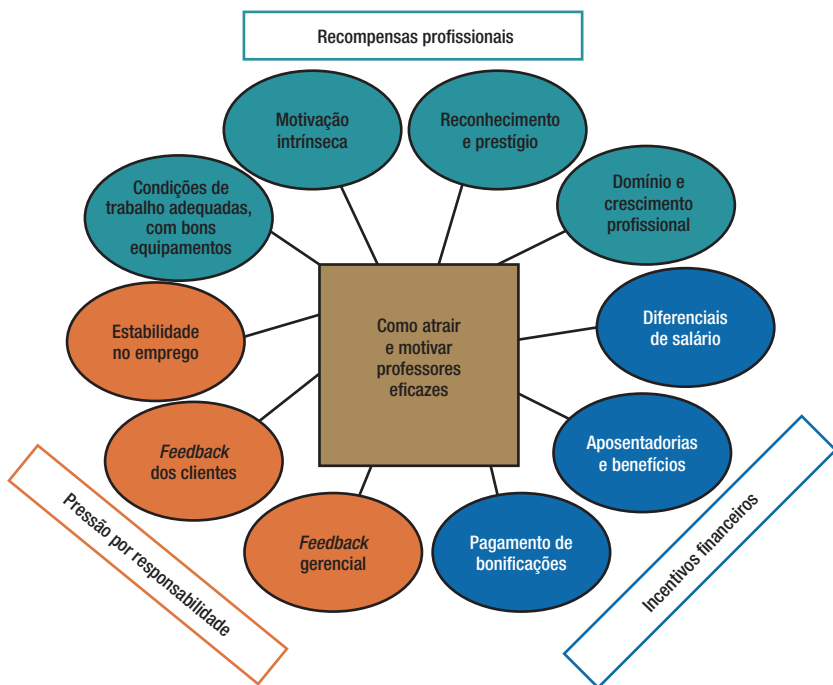 Recompensas profissionais
Motivação
intrínseca
Reconhecimento
e prestígio
Condições de
trabalho adequadas,
com bons
equipamentos
Domínio e
crescimento
profissional
Estabilidade
no emprego
Como atrair
e motivar
professores
eficazes
Diferenciais
de salário
Feedback
dos clientes
Aposentadorias
e benefícios
Feedback
gerencial
Pagamento de
bonificações
Pressão por responsabilidade
Incentivos financeiros